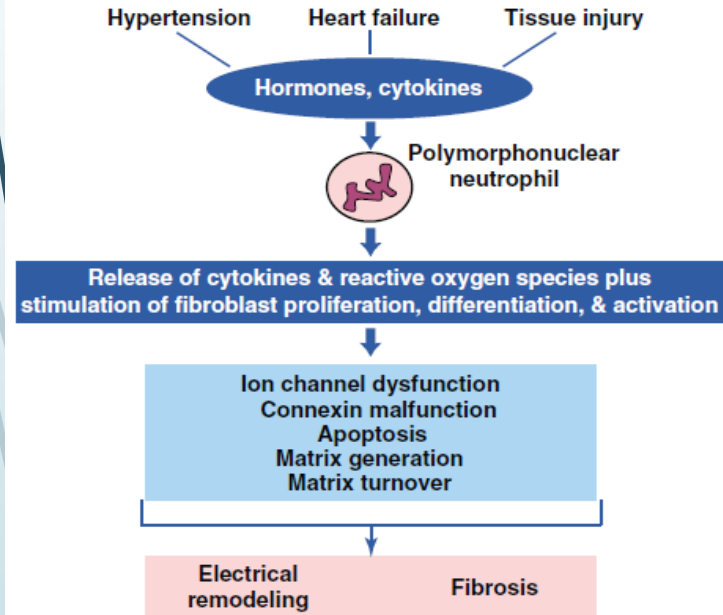 Hypertension Heart failure Tissue injury
Hormones, cytokines
Polymorphonuclear
neutrophil
Release of cytokines & reactive oxygen species plus
stimulation of fibroblast proliferation, differentiation, & activation
Ion channel dysfunction
Connexin malfunction
Apoptosis
Matrix generation
Matrix turnover
Electrical
remodeling
Fibrosis